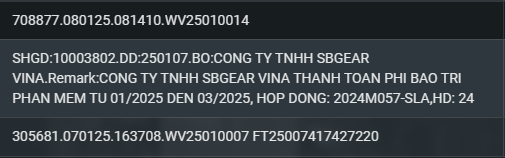 708877.080125.081410.WV25010014
SHGD:10003802.DD:250107.BO:CONG TY TNHH SBGEAR
VINA.Remark:CONG TY TNHH SBGEAR VINA THANH TOAN PHI BAO TRI
PHAN MEM TU 01/2025 DEN 03/2025, HOP DONG: 2024M057-SLA,HD: 24
305681.070125.163708.WV25010007 FT25007417427220